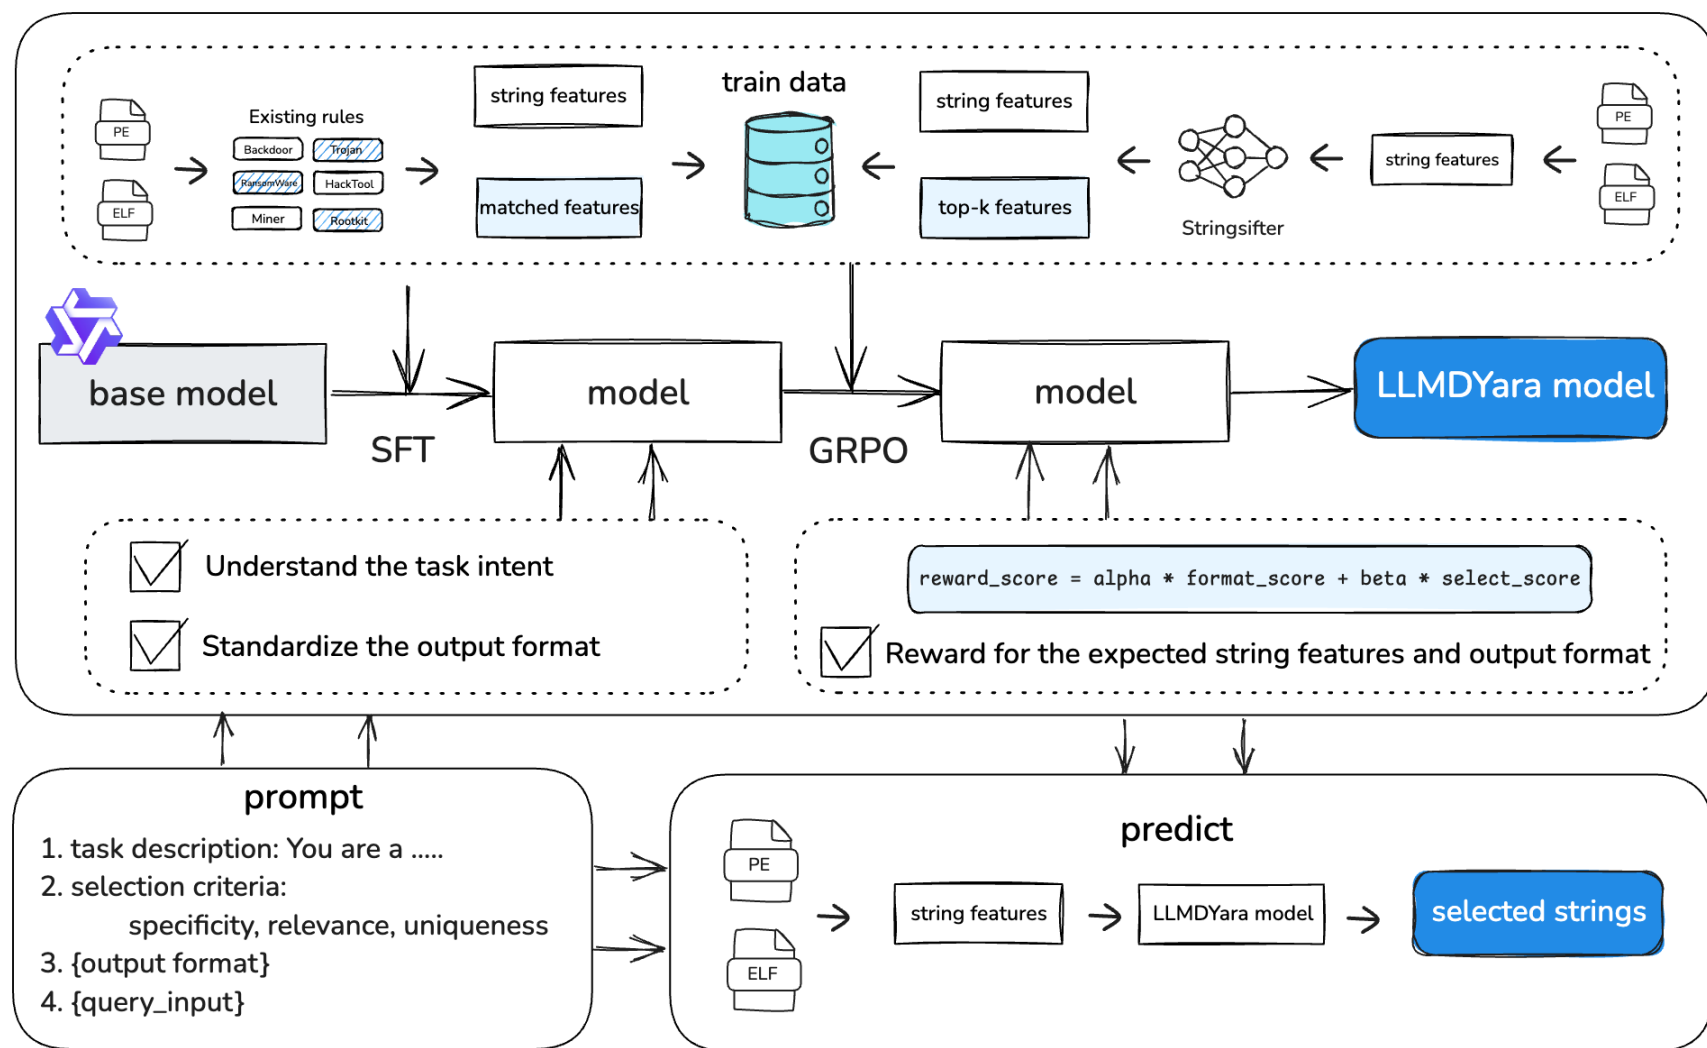 PE
ELF
Existing rules
Backdoor
Trojan
RansomWare
HackTool
Miner
Rootkit
string features
matched features
train data
string features
top-k features
Stringsifter
string features
PE
ELF
base model
SFT
model
GRPO
model
LLMDYara model
Understand the task intent
Standardize the output format
reward_score = alpha * format_score + beta * select_score
Reward for the expected string features and output format
prompt
1. task description: You are a .....
2. selection criteria:
specificity, relevance, uniqueness
3. {output format}
4. {query_input}
predict
PE
ELF
string features
LLMDYara model
selected strings